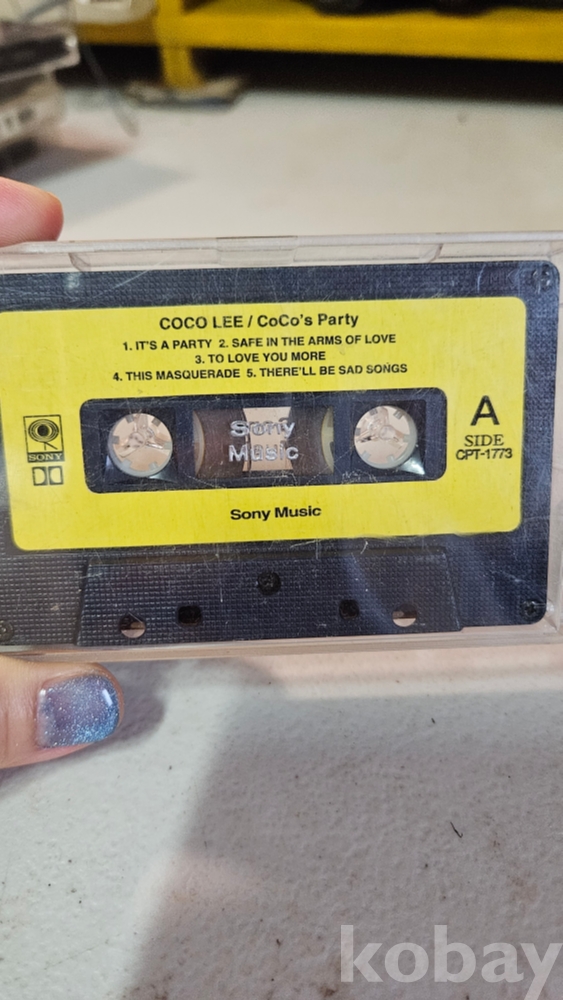 COCO LEE / CoCo's Party
1. IT'S A PARTY 2. SAFE IN THE ARMS OF LOVE
3. TO LOVE YOU MORE
4. THIS MASQUERADE 5. THERE'LL BE SAD SONGS
SONY
Sony
Music
A
SIDE
CPT-1773
Sony Music
kobay